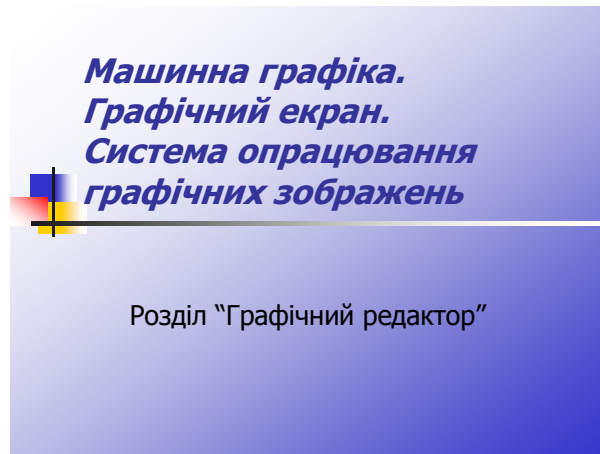 Машинна графіка.
Графічний екран.
Система опрацювання
графічних зображень
Розділ “Графічний редактор”